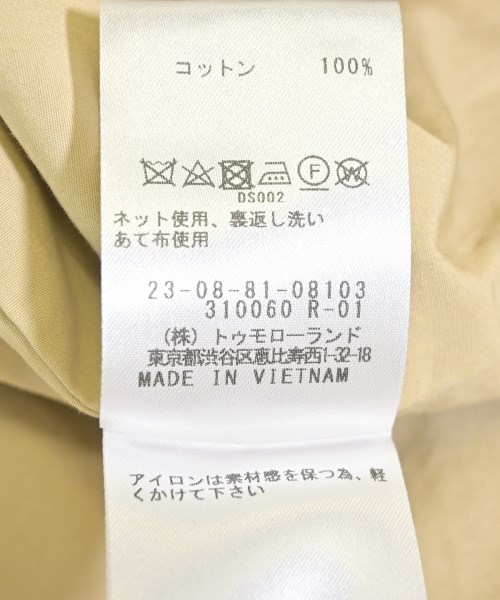 コットン 100%
F W
DS002
ネット使用、裏返し洗い
あて布使用
23-08-81-08103
310060 R-01
(株) トゥモローランド
東京都渋谷区恵比寿西1-32-18
MADE IN VIETNAM
アイロンは素材感を保つ為、軽
くかけて下さい